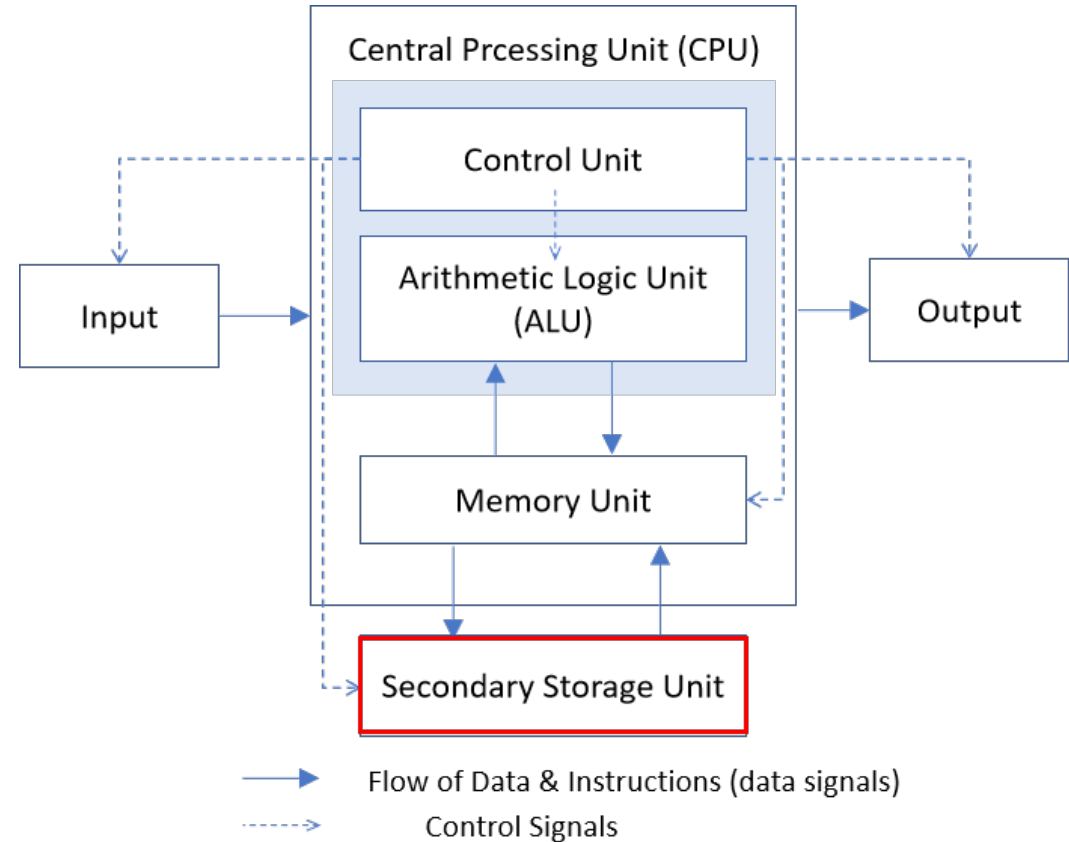 Central Prcessing Unit (CPU)
Control Unit
Arithmetic Logic Unit
(ALU)
Input
Output
Memory Unit
Secondary Storage Unit
Flow of Data & Instructions (data signals)
Control Signals